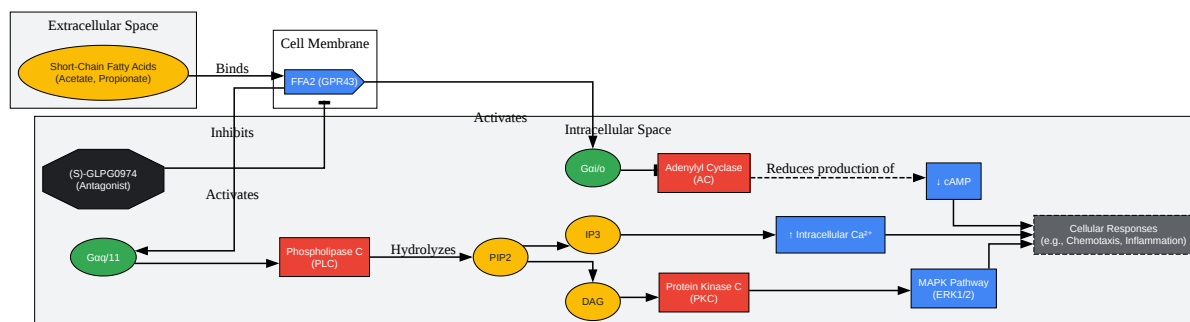 Extracellular Space
Short-Chain Fatty Acids
(Acetate, Propionate)
Binds
Cell Membrane
FFA2 (GPR43)
Activates
Inhibits
Intracellular Space
(S)-GLPG0974
(Antagonist)
Activates
Gαi/o
Adenylyl Cyclase
(AC)
Reduces production of
↓ cAMP
Gαq/11
Phospholipase C
(PLC)
Hydrolyzes
PIP2
IP3
DAG
↑ Intracellular Ca²⁺
Protein Kinase C
(PKC)
MAPK Pathway
(ERK1/2)
Cellular Responses
(e.g., Chemotaxis, Inflammation)